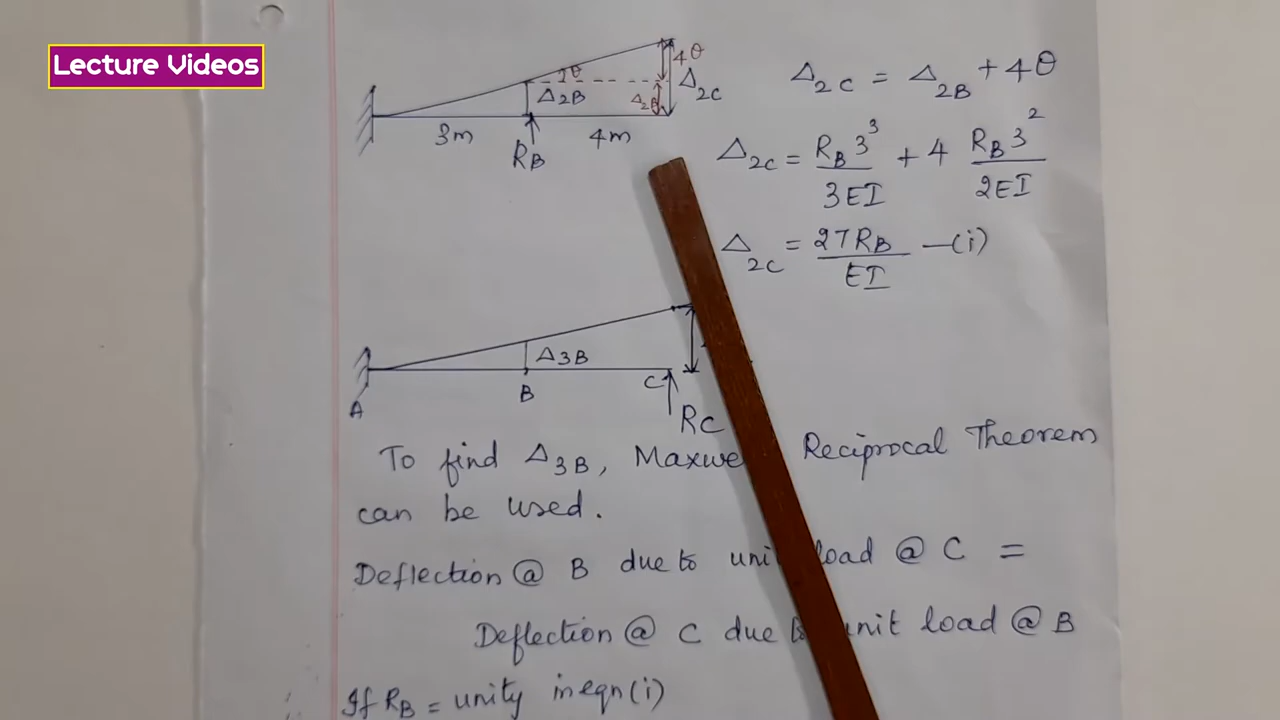 Lecture Videos
4θ
θ
Δ2B
Δ2B
Δ2C
3m
4m
RB
Δ2C = Δ2B + 4θ
Δ2C = RB 3³ / 3EI + 4 RB 3² / 2EI
Δ2C = 27RB / EI —(i)
Δ3B
A
B
C
RC
To find Δ3B, Maxwe Reciprocal Theorem
can be used.
Deflection @ B due to uni load @ C =
Deflection @ C due unit load @ B
If RB = unity in eqn(i)